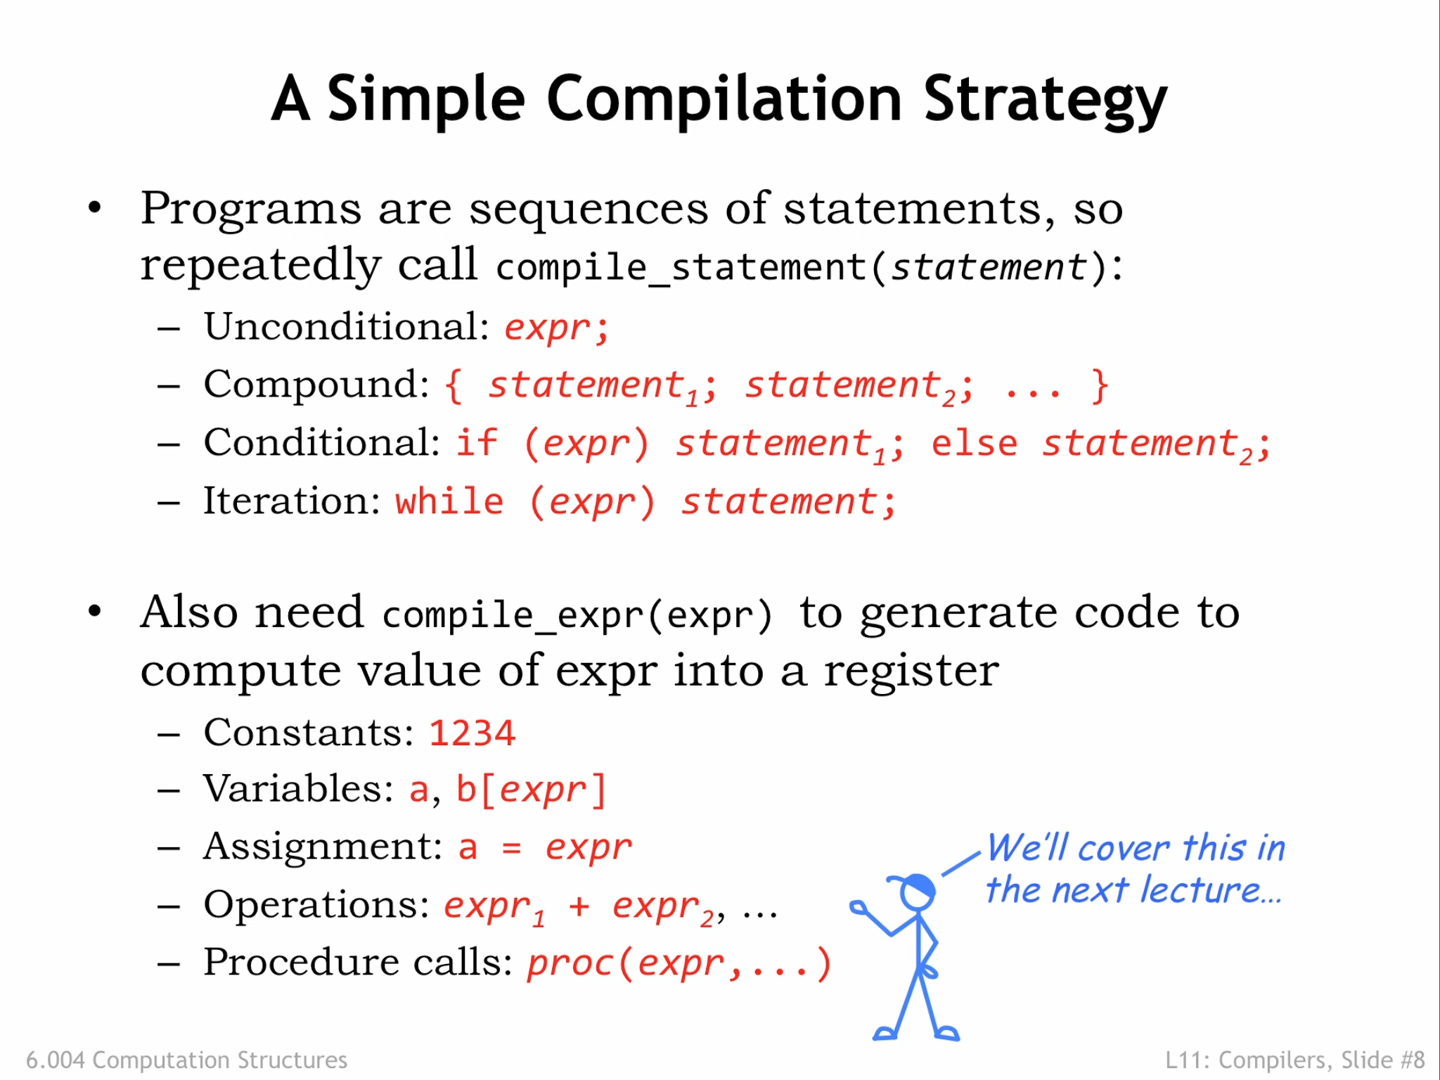 A Simple Compilation Strategy
• Programs are sequences of statements, so
repeatedly call compile_statement(statement):
– Unconditional: expr;
– Compound: { statement1; statement2; ... }
– Conditional: if (expr) statement1; else statement2;
– Iteration: while (expr) statement;
• Also need compile_expr(expr) to generate code to
compute value of expr into a register
– Constants: 1234
– Variables: a, b[expr]
– Assignment: a = expr
– Operations: expr1 + expr2, …
– Procedure calls: proc(expr,...)
We'll cover this in
the next lecture…
6.004 Computation Structures
L11: Compilers, Slide #8